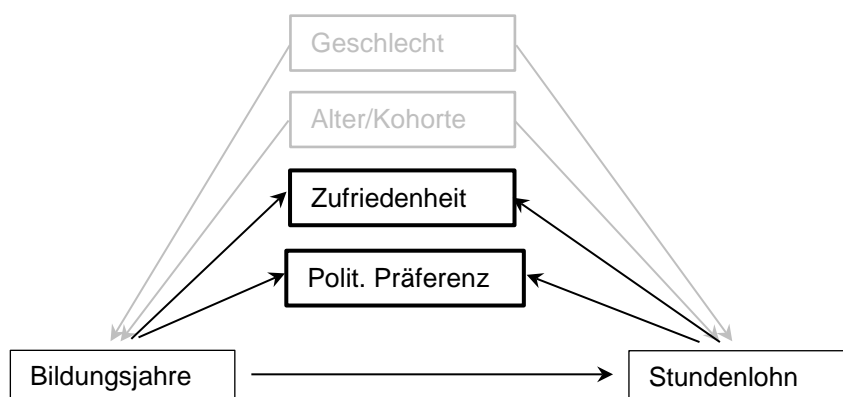 Geschlecht
Alter/Kohorte
Zufriedenheit
Polit. Präferenz
Bildungsjahre
Stundenlohn